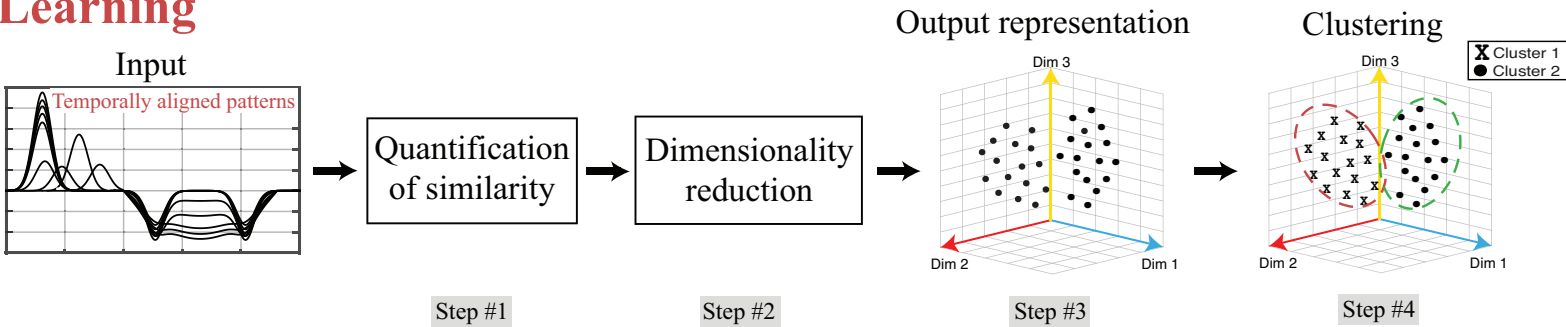 Learning
Input
Temporally aligned patterns
Quantification
of similarity
Step #1
Dimensionality
reduction
Step #2
Output representation
Dim 3
Dim 2
Dim 1
Step #3
Clustering
X Cluster 1
Cluster 2
Dim 3
X X X X X X X X X X X X X X X
Dim 2
Dim 1
Step #4